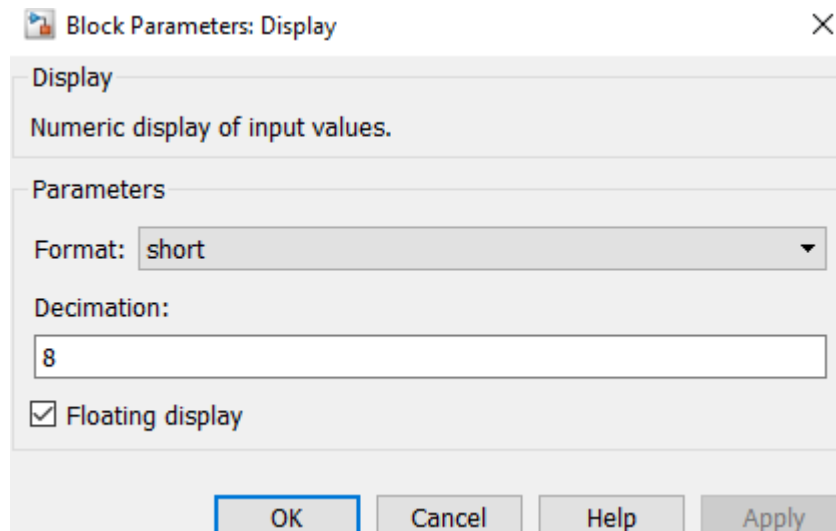 Block Parameters: Display
Display
Numeric display of input values.
Parameters
Format: short
Decimation:
8
Floating display
OK Cancel Help Apply